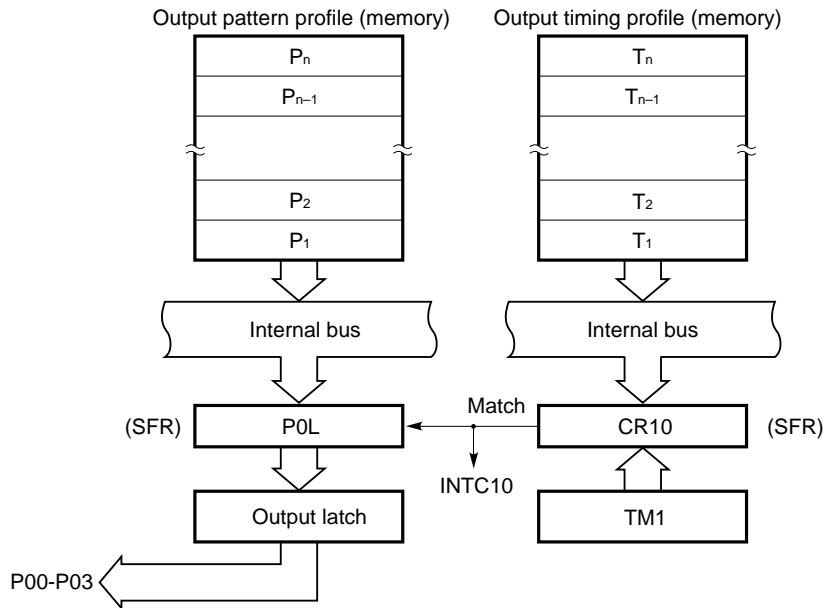 Output pattern profile (memory) Output timing profile (memory)
Pn Tn
Pn–1 Tn–1
P2 T2
P1 T1
Internal bus Internal bus
Match
(SFR) P0L CR10 (SFR)
INTC10
Output latch TM1
P00-P03